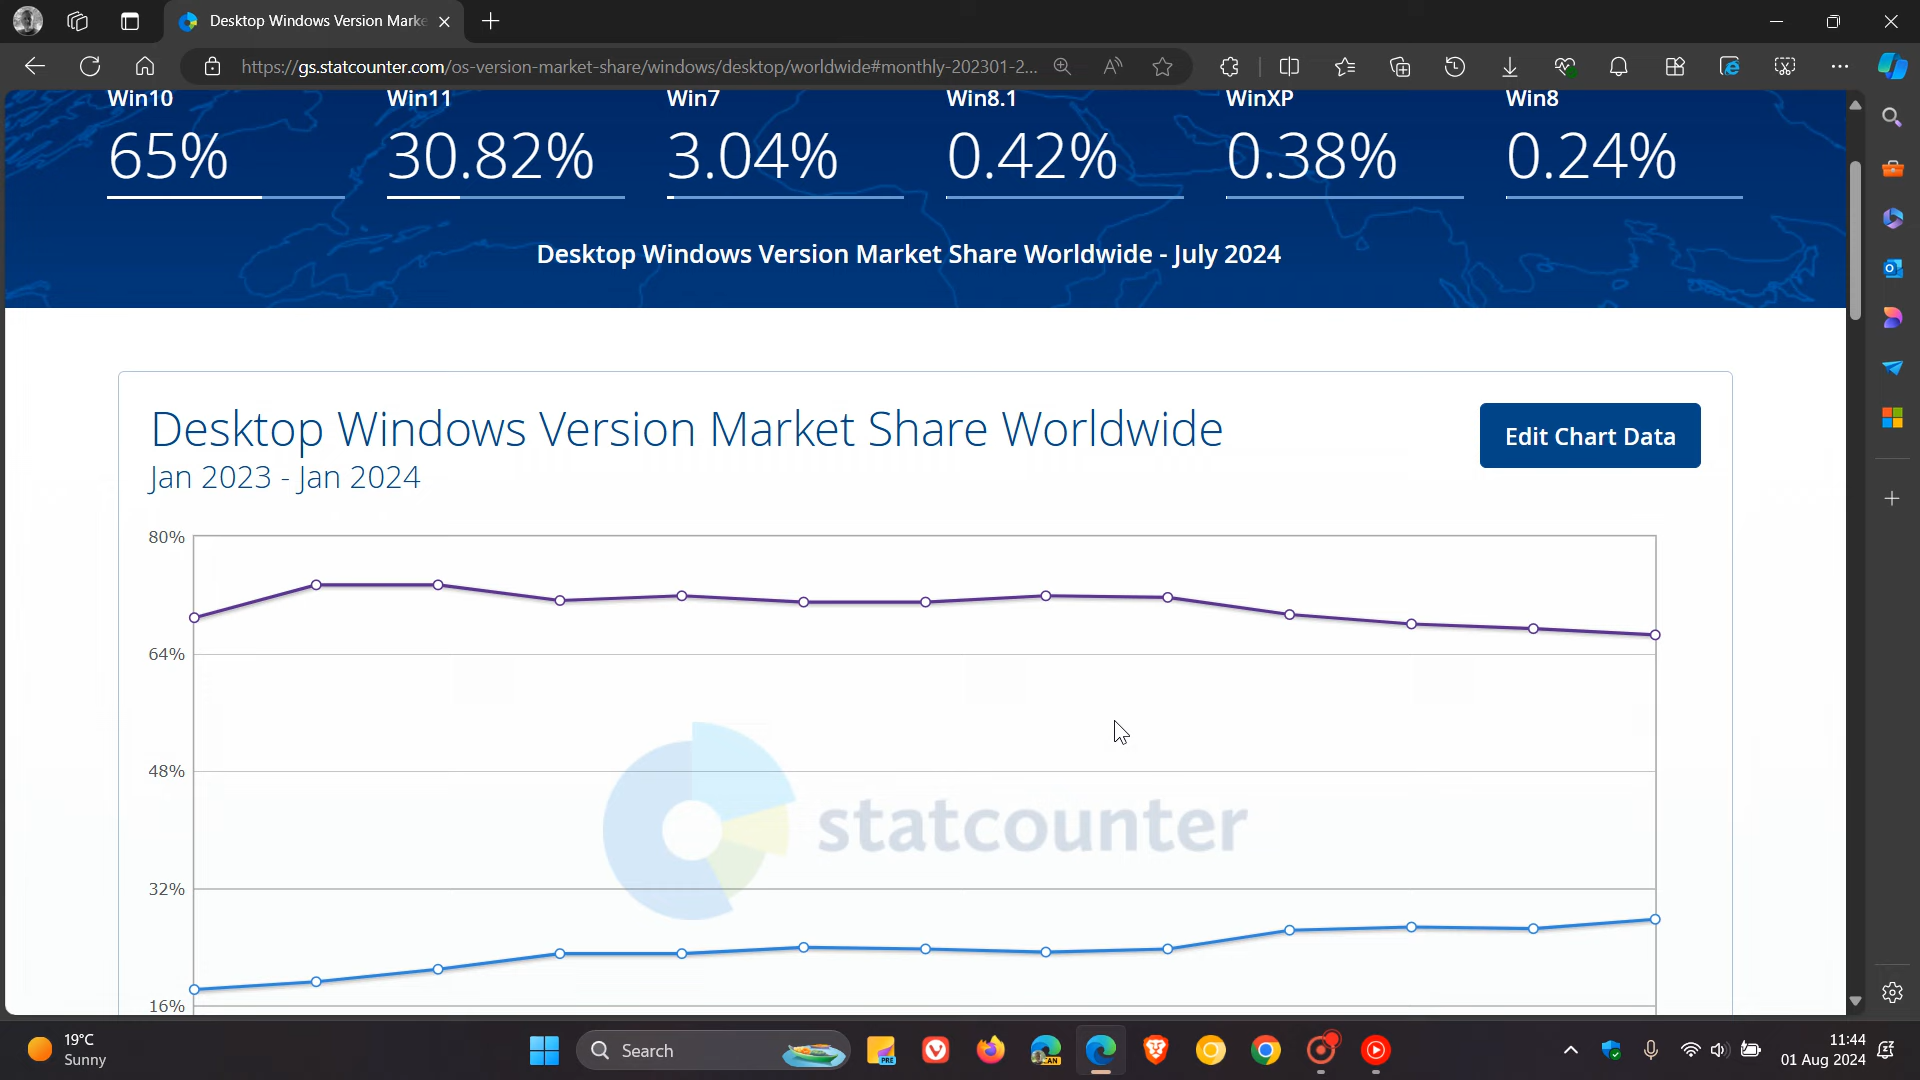 Desktop Windows Version Marke
https://gs.statcounter.com/os-version-market-share/windows/desktop/worldwide#monthly-202301-2...
Win10 Win11 Win7 Win8.1 WinXP Win8
65% 30.82% 3.04% 0.42% 0.38% 0.24%
Desktop Windows Version Market Share Worldwide - July 2024
Desktop Windows Version Market Share Worldwide
Edit Chart Data
Jan 2023 - Jan 2024
80%
64%
48%
statcounter
32%
16%
19°C
Sunny
Search
PRE
CAN
11:44
01 Aug 2024